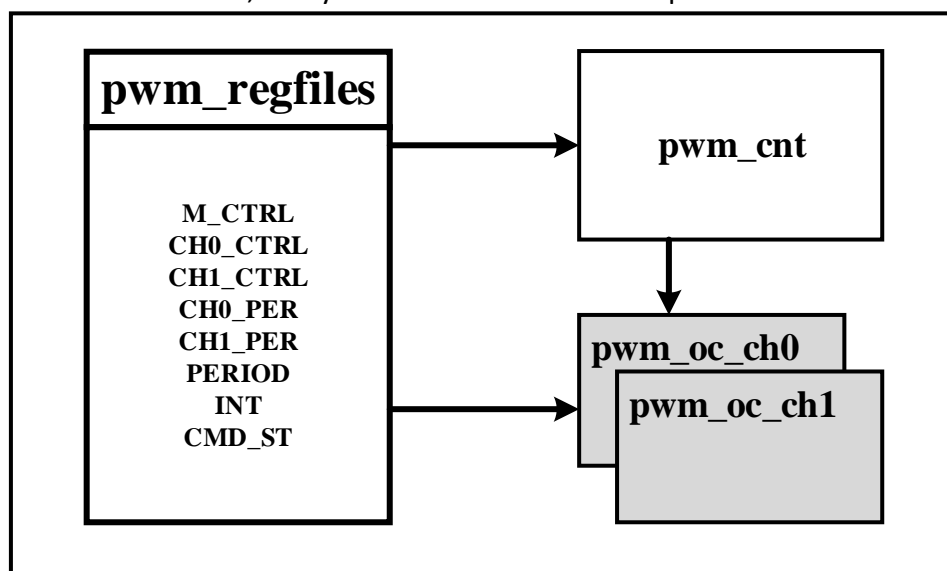 pwm_regfiles
M_CTRL
CH0_CTRL
CH1_CTRL
CH0_PER
CH1_PER
PERIOD
INT
CMD_ST
pwm_cnt
pwm_oc_ch0
pwm_oc_ch1